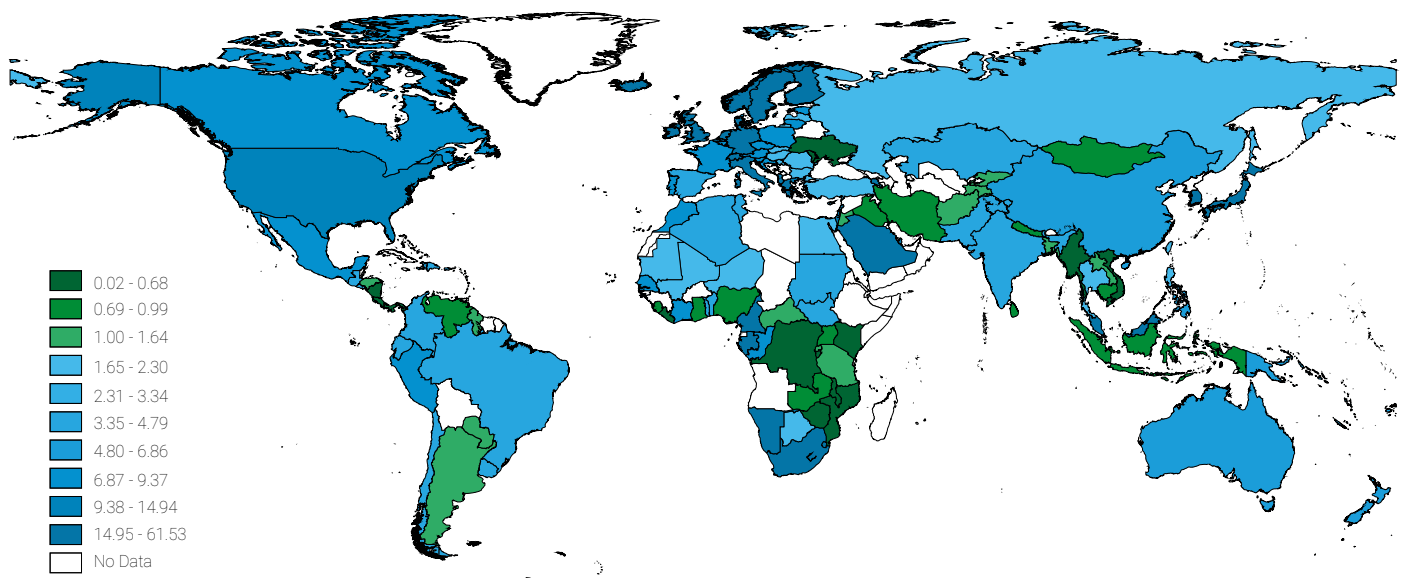 0.02 - 0.68
0.69 - 0.99
1.00 - 1.64
1.65 - 2.30
2.31 - 3.34
3.35 - 4.79
4.80 - 6.86
6.87 - 9.37
9.38 - 14.94
14.95 - 61.53
No Data